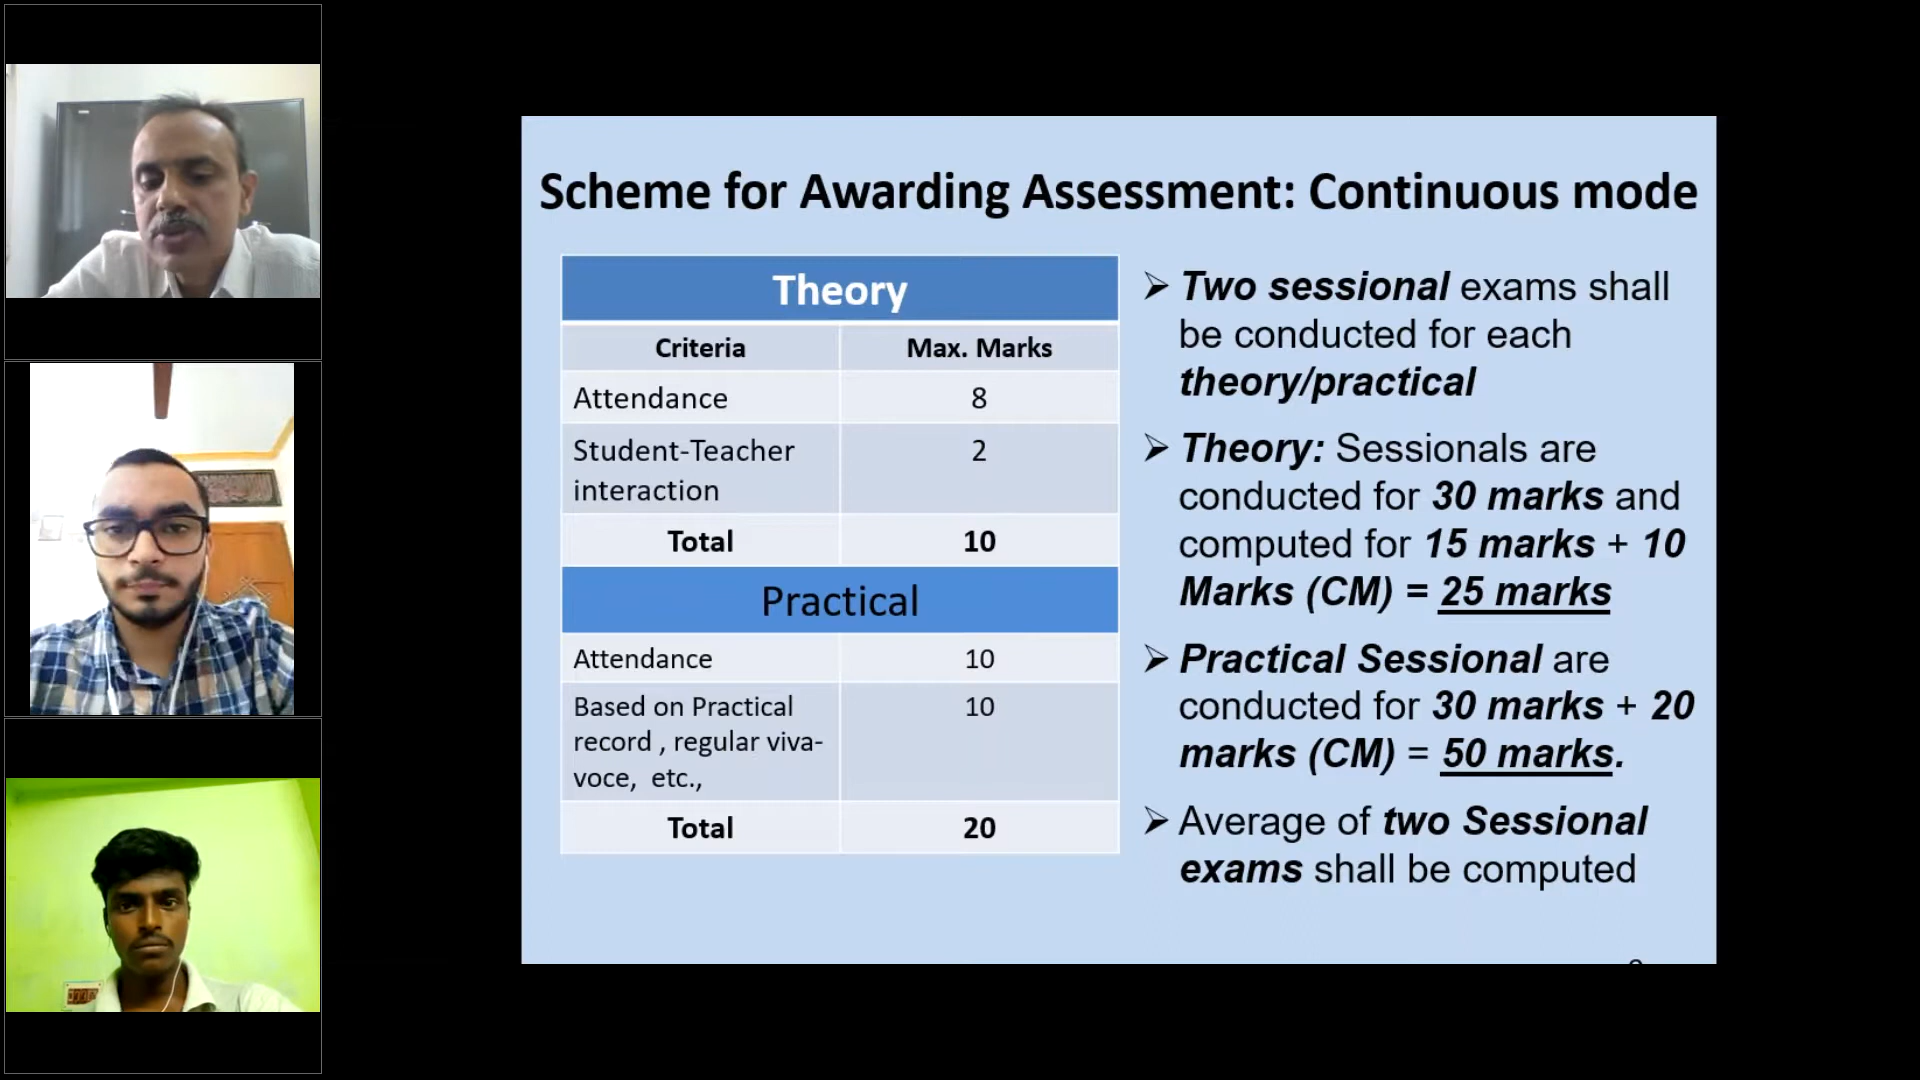 Scheme for Awarding Assessment: Continuous mode
Theory
Criteria Max. Marks
Attendance 8
Student-Teacher 2
interaction
Total 10
Practical
Attendance 10
Based on Practical 10
record , regular viva-
voce, etc.,
Total 20
➢ Two sessional exams shall
be conducted for each
theory/practical
➢ Theory: Sessionals are
conducted for 30 marks and
computed for 15 marks + 10
Marks (CM) = 25 marks
➢ Practical Sessional are
conducted for 30 marks + 20
marks (CM) = 50 marks.
➢ Average of two Sessional
exams shall be computed